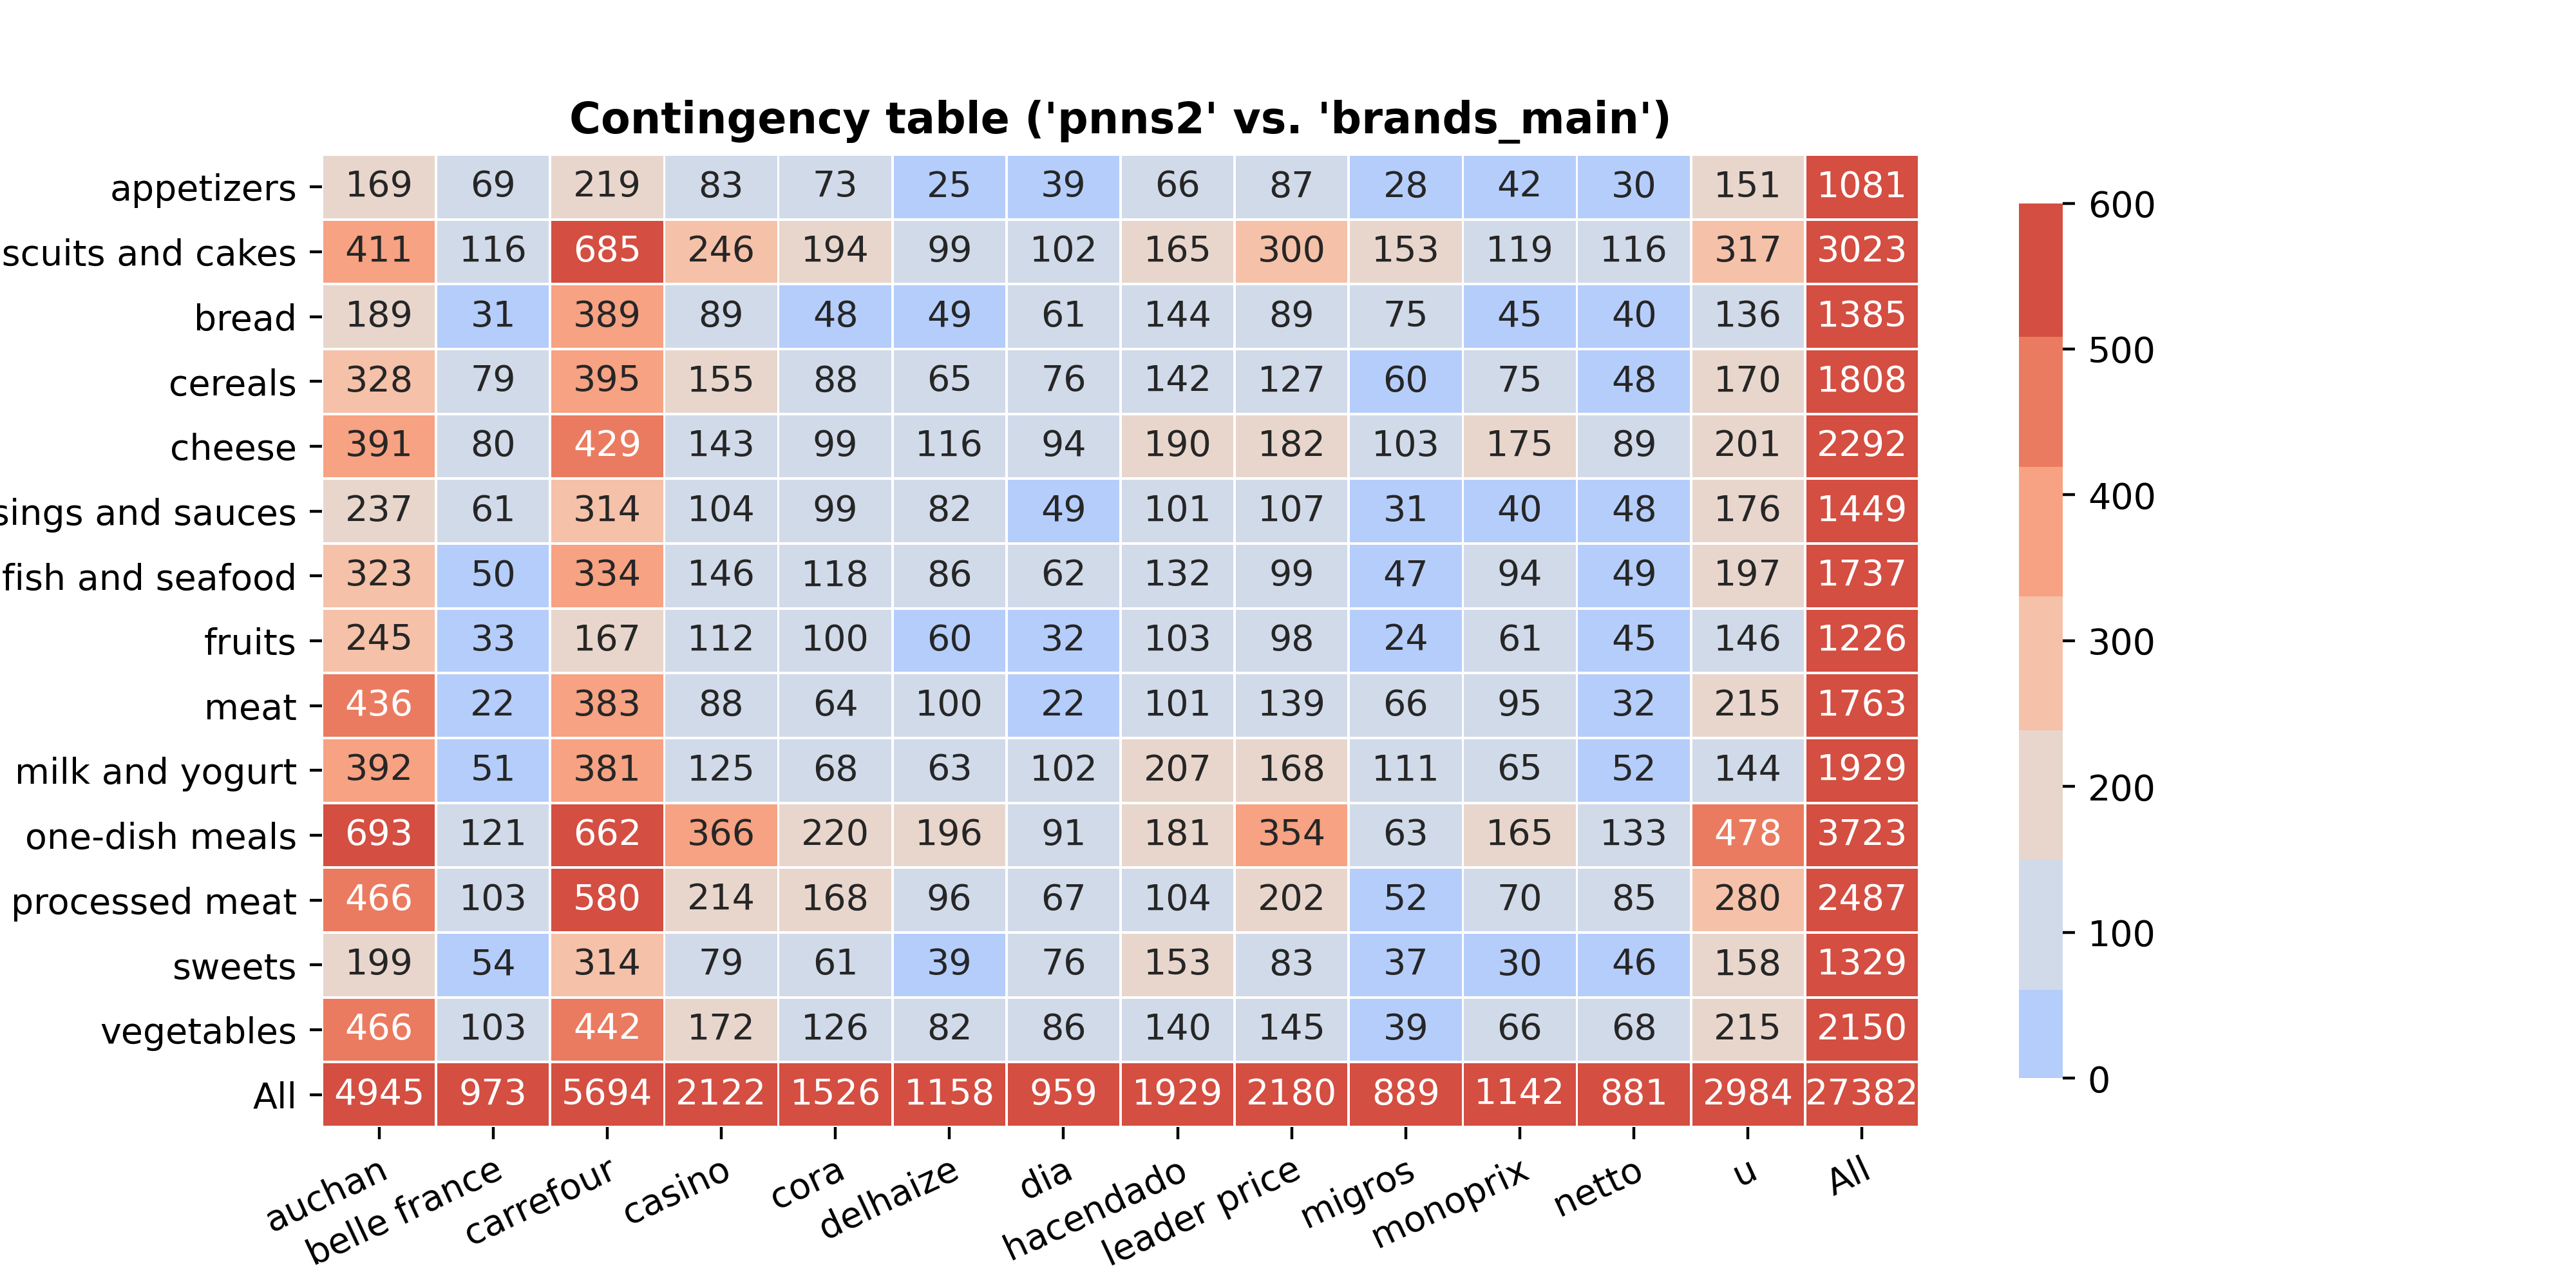 Contingency table ('pnns2' vs. 'brands_main')
appetizers 169 69 219 83 73 25 39 66 87 28 42 30 151 1081
scuits and cakes 411 116 685 246 194 99 102 165 300 153 119 116 317 3023
bread 189 31 389 89 48 49 61 144 89 75 45 40 136 1385
cereals 328 79 395 155 88 65 76 142 127 60 75 48 170 1808
cheese 391 80 429 143 99 116 94 190 182 103 175 89 201 2292
sings and sauces 237 61 314 104 99 82 49 101 107 31 40 48 176 1449
fish and seafood 323 50 334 146 118 86 62 132 99 47 94 49 197 1737
fruits 245 33 167 112 100 60 32 103 98 24 61 45 146 1226
meat 436 22 383 88 64 100 22 101 139 66 95 32 215 1763
milk and yogurt 392 51 381 125 68 63 102 207 168 111 65 52 144 1929
one-dish meals 693 121 662 366 220 196 91 181 354 63 165 133 478 3723
processed meat 466 103 580 214 168 96 67 104 202 52 70 85 280 2487
sweets 199 54 314 79 61 39 76 153 83 37 30 46 158 1329
vegetables 466 103 442 172 126 82 86 140 145 39 66 68 215 2150
All 4945 973 5694 2122 1526 1158 959 1929 2180 889 1142 881 2984 27382
auchan belle france carrefour casino cora delhaize dia hacendado leader price migros monoprix netto u All
600
500
400
300
200
100
0